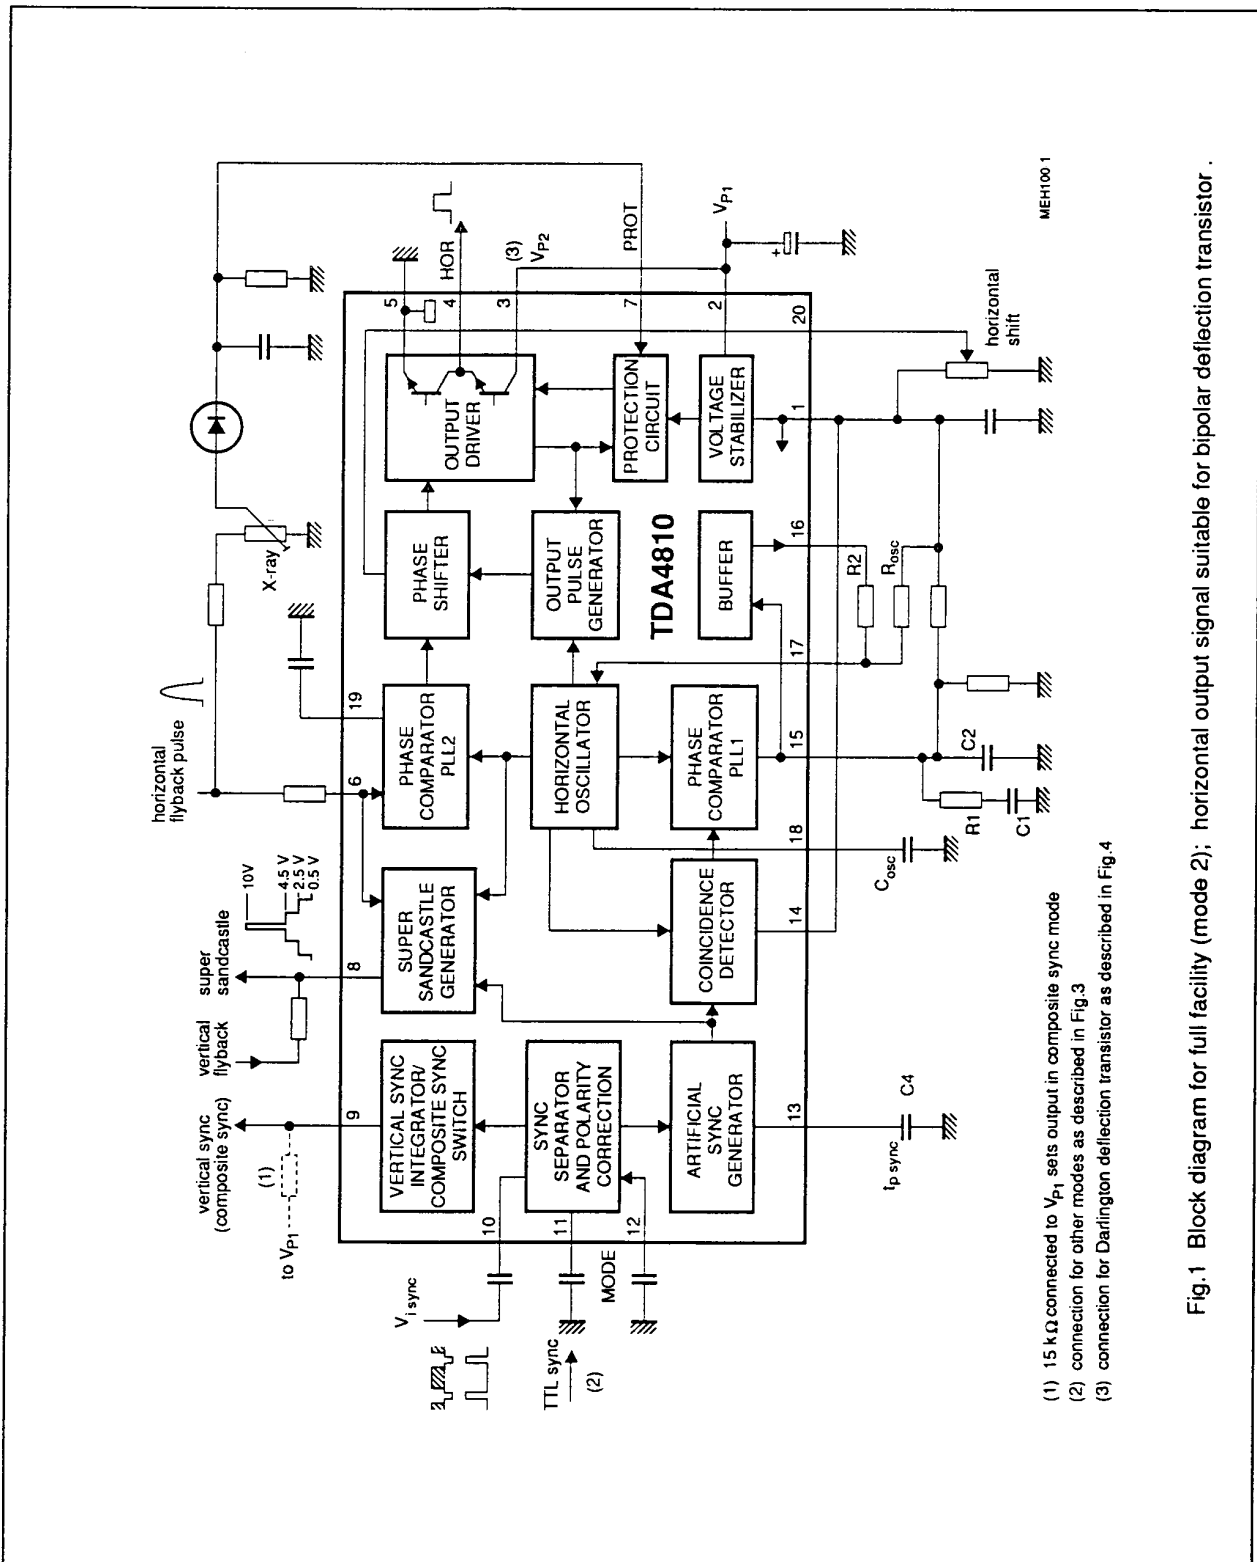 vertical sync
(composite sync)
vertical
flyback
super
sandcastle
horizontal
flyback pulse
10V
4.5 V
2.5 V
0.5 V
X-ray
to VP1
(1)
9
8
6
19
Vi sync
10
TTL sync
(2)
11
MODE
12
VERTICAL SYNC
INTEGRATOR/
COMPOSITE SYNC
SWITCH
SUPER
SANDCASTLE
GENERATOR
PHASE
COMPARATOR
PLL2
PHASE
SHIFTER
OUTPUT
DRIVER
5
4
HOR
3
(3)
VP2
SYNC
SEPARATOR
AND POLARITY
CORRECTION
HORIZONTAL
OSCILLATOR
OUTPUT
PULSE
GENERATOR
PROTECTION
CIRCUIT
7
PROT
TDA4810
ARTIFICIAL
SYNC
GENERATOR
COINCIDENCE
DETECTOR
PHASE
COMPARATOR
PLL1
BUFFER
VOLTAGE
STABILIZER
2
VP1
+
13
14
18
15
17
16
1
20
tp sync
C4
Cosc
R1
C1
C2
R2
Rosc
horizontal
shift
MEH100 1
(1) 15 kΩ connected to VP1 sets output in composite sync mode
(2) connection for other modes as described in Fig.3
(3) connection for Darlington deflection transistor as described in Fig.4
Fig.1 Block diagram for full facility (mode 2); horizontal output signal suitable for bipolar deflection transistor .